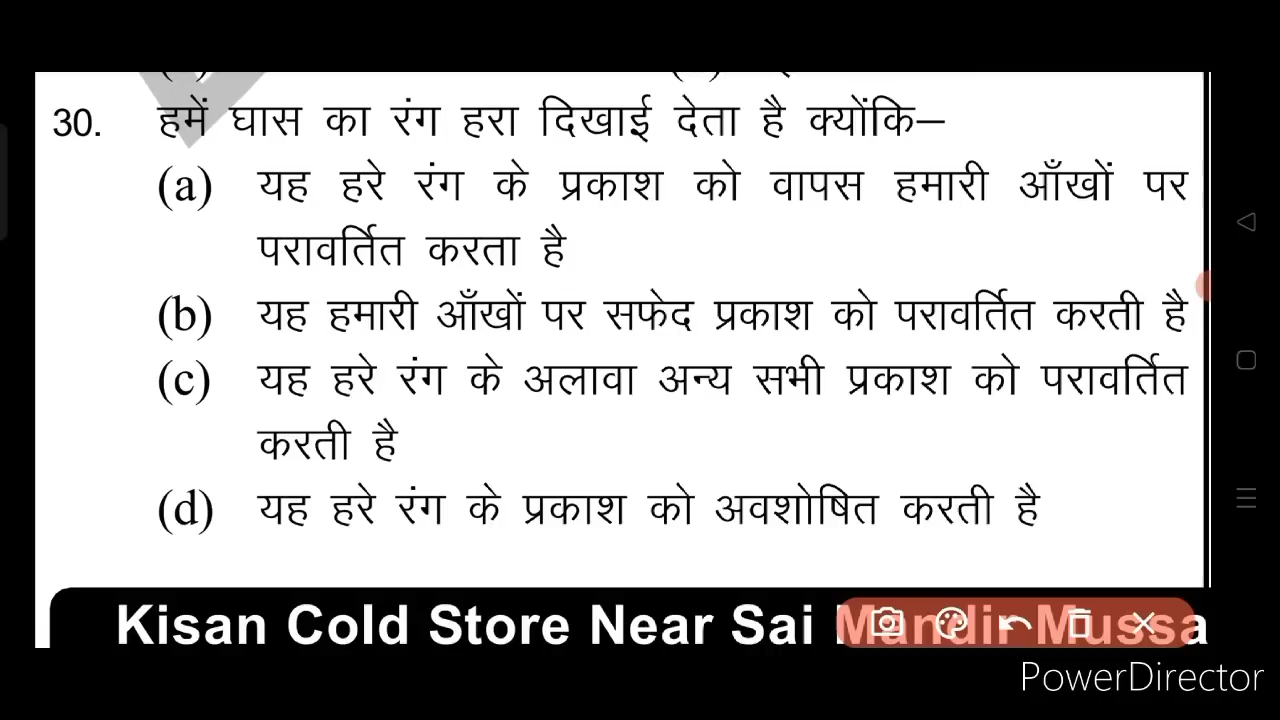 30. हमें घास का रंग हरा दिखाई देता है क्योंकि–
(a) यह हरे रंग के प्रकाश को वापस हमारी आँखों पर
परावर्तित करता है
(b) यह हमारी आँखों पर सफेद प्रकाश को परावर्तित करती है
(c) यह हरे रंग के अलावा अन्य सभी प्रकाश को परावर्तित
करती है
(d) यह हरे रंग के प्रकाश को अवशोषित करती है
Kisan Cold Store Near Sai Mandir Mussa
PowerDirector